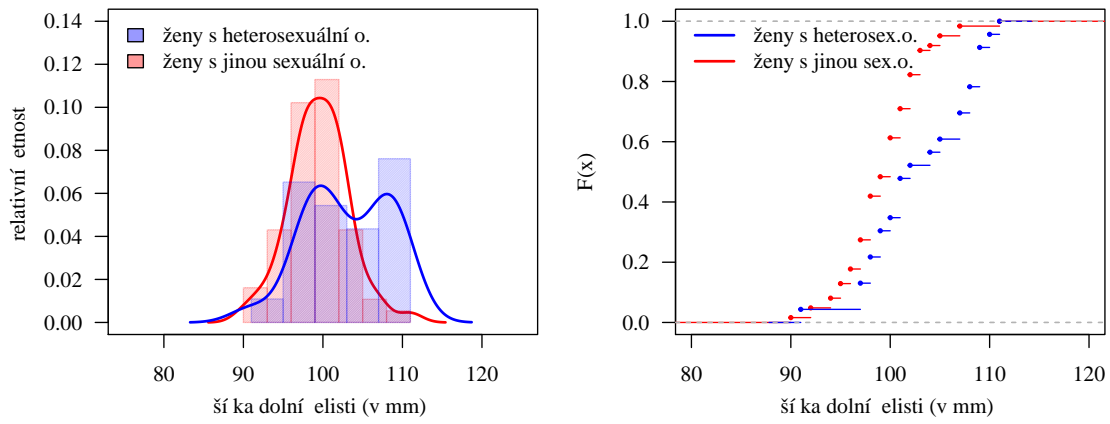 relativní etnost
0.14
0.12
0.10
0.08
0.06
0.04
0.02
0.00
ženy s heterosexuální o.
ženy s jinou sexuální o.
80 90 100 110 120
ší ka dolní elisti (v mm)
F(x)
1.0
0.8
0.6
0.4
0.2
0.0
ženy s heterosex.o.
ženy s jinou sex.o.
80 90 100 110 120
ší ka dolní elisti (v mm)